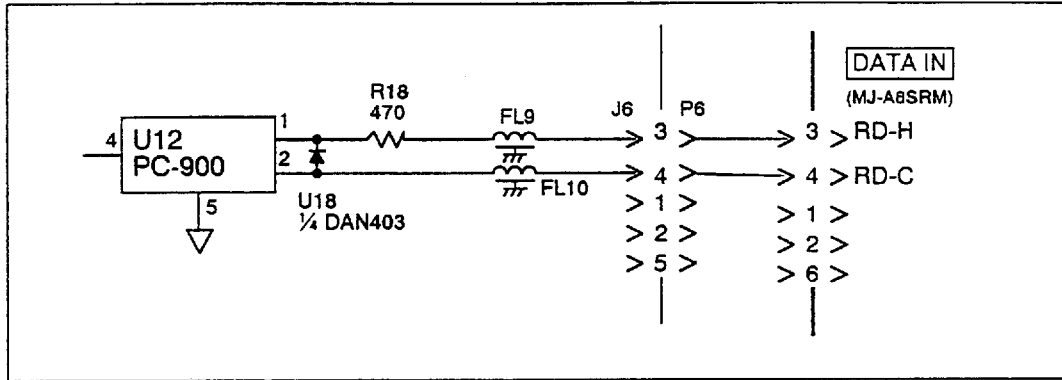 DATA IN
(MJ-A8SRM)
R18
470
FL9
J6
P6
1
3
3
RD-H
4
U12
PC-900
2
4
4
RD-C
FL10
5
U18
¼ DAN403
1
1
2
2
5
6